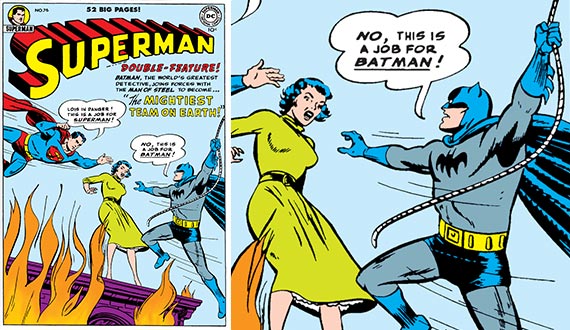 NO. 76
52 BIG PAGES!
SUPERMAN
DC
10¢
SUPERMAN
DOUBLE-FEATURE!
BATMAN, THE WORLD'S GREATEST
DETECTIVE, JOINS FORCES WITH
THE MAN OF STEEL TO BECOME...
"The MIGHTIEST
TEAM ON EARTH!"
LOIS IN DANGER!
THIS IS A JOB FOR
SUPERMAN!
NO, THIS IS
A JOB FOR
BATMAN!
NO, THIS IS
A JOB FOR
BATMAN!